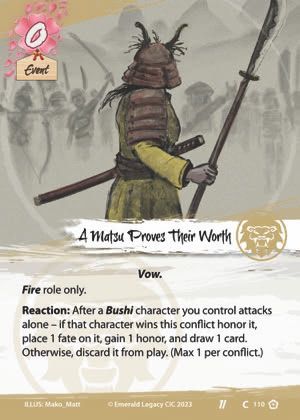 0
Event
A Matsu Proves Their Worth
Vow.
Fire role only.
Reaction: After a Bushi character you control attacks
alone – if that character wins this conflict honor it,
place 1 fate on it, gain 1 honor, and draw 1 card.
Otherwise, discard it from play. (Max 1 per conflict.)
ILLUS: Mako_Matt © Emerald Legacy CIC 2023 C 110